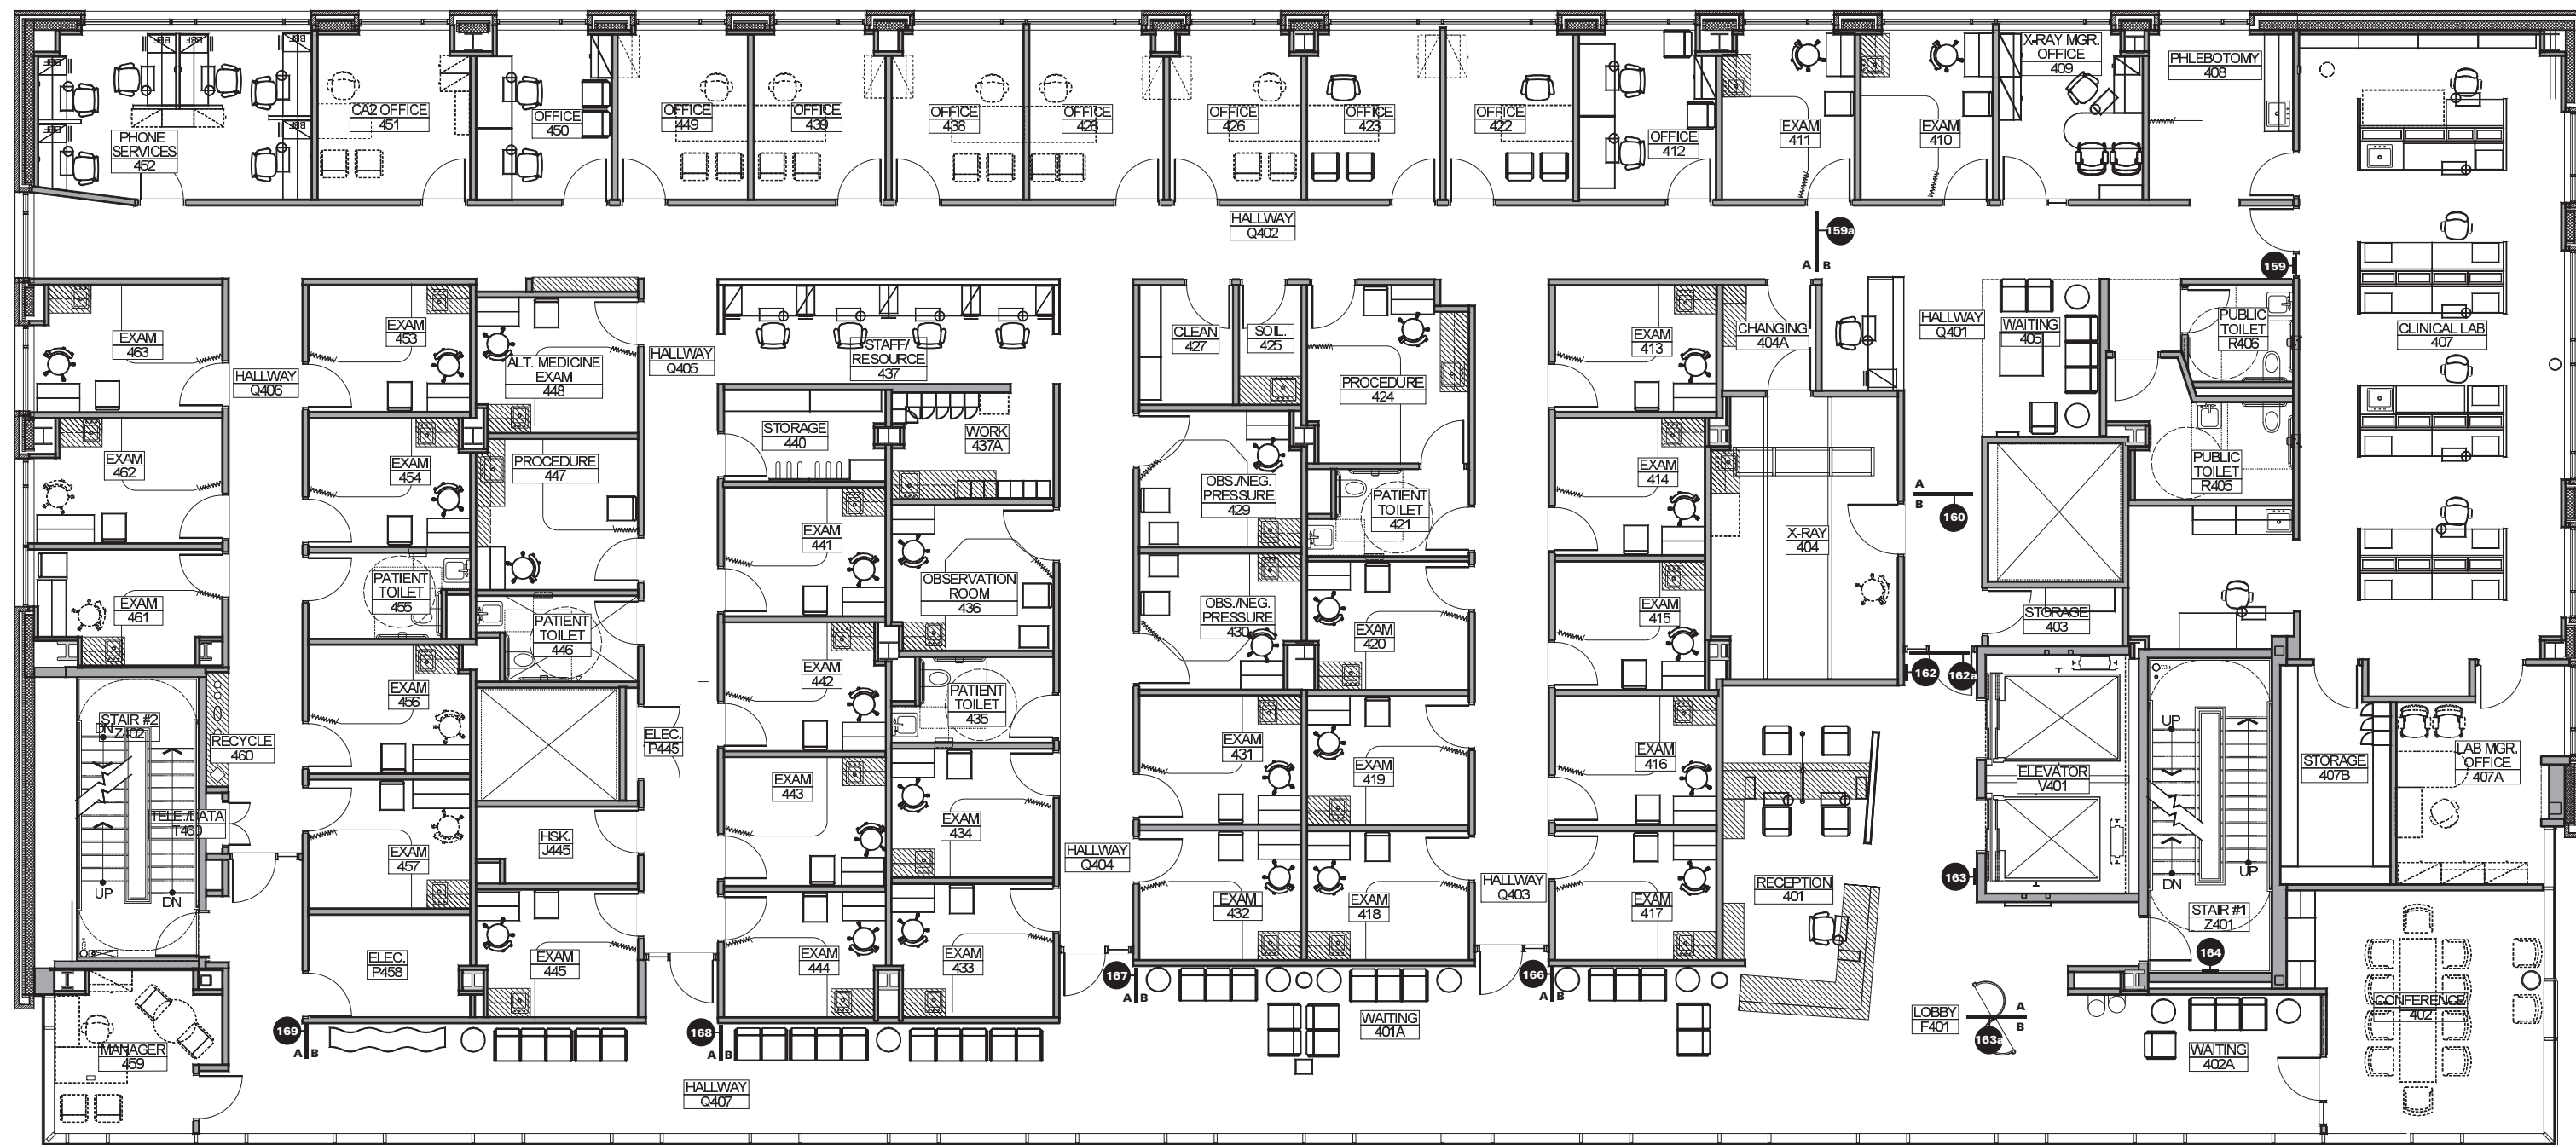 PHONE
SERVICES
452
CA2 OFFICE
451
OFFICE
450
OFFICE
449
OFFICE
439
OFFICE
438
OFFICE
428
OFFICE
426
OFFICE
423
OFFICE
422
OFFICE
412
EXAM
411
EXAM
410
X-RAY MGR.
OFFICE
409
PHLEBOTOMY
408
HALLWAY
Q402
159a
A B
159
EXAM
463
HALLWAY
Q406
EXAM
453
ALT. MEDICINE
EXAM
448
HALLWAY
Q405
STAFF/
RESOURCE
437
CLEAN
427
SOIL.
425
PROCEDURE
424
EXAM
413
CHANGING
404A
HALLWAY
Q401
WAITING
405
PUBLIC
TOILET
R406
CLINICAL LAB
407
EXAM
462
EXAM
454
PROCEDURE
447
STORAGE
440
WORK
437A
OBS./NEG.
PRESSURE
429
PATIENT
TOILET
421
EXAM
414
X-RAY
404
A
B
160
PUBLIC
TOILET
R405
EXAM
461
PATIENT
TOILET
455
PATIENT
TOILET
446
EXAM
441
OBSERVATION
ROOM
436
OBS./NEG.
PRESSURE
430
EXAM
420
EXAM
415
STORAGE
403
162
162a
STAIR #2
Z402
DN
UP
DN
RECYCLE
460
TELE./DATA
T460
EXAM
456
ELEC.
P445
EXAM
442
PATIENT
TOILET
435
EXAM
431
EXAM
419
EXAM
416
ELEVATOR
V401
UP
DN
UP
STORAGE
407B
LAB MGR.
OFFICE
407A
EXAM
457
HSK.
J445
EXAM
443
EXAM
434
HALLWAY
Q404
EXAM
432
EXAM
418
HALLWAY
Q403
EXAM
417
RECEPTION
401
163
STAIR #1
Z401
164
ELEC.
P458
EXAM
445
EXAM
444
EXAM
433
167
A B
166
A B
MANAGER
459
169
A B
168
A B
WAITING
401A
LOBBY
F401
A
B
163a
WAITING
402A
CONFERENCE
402
HALLWAY
Q407